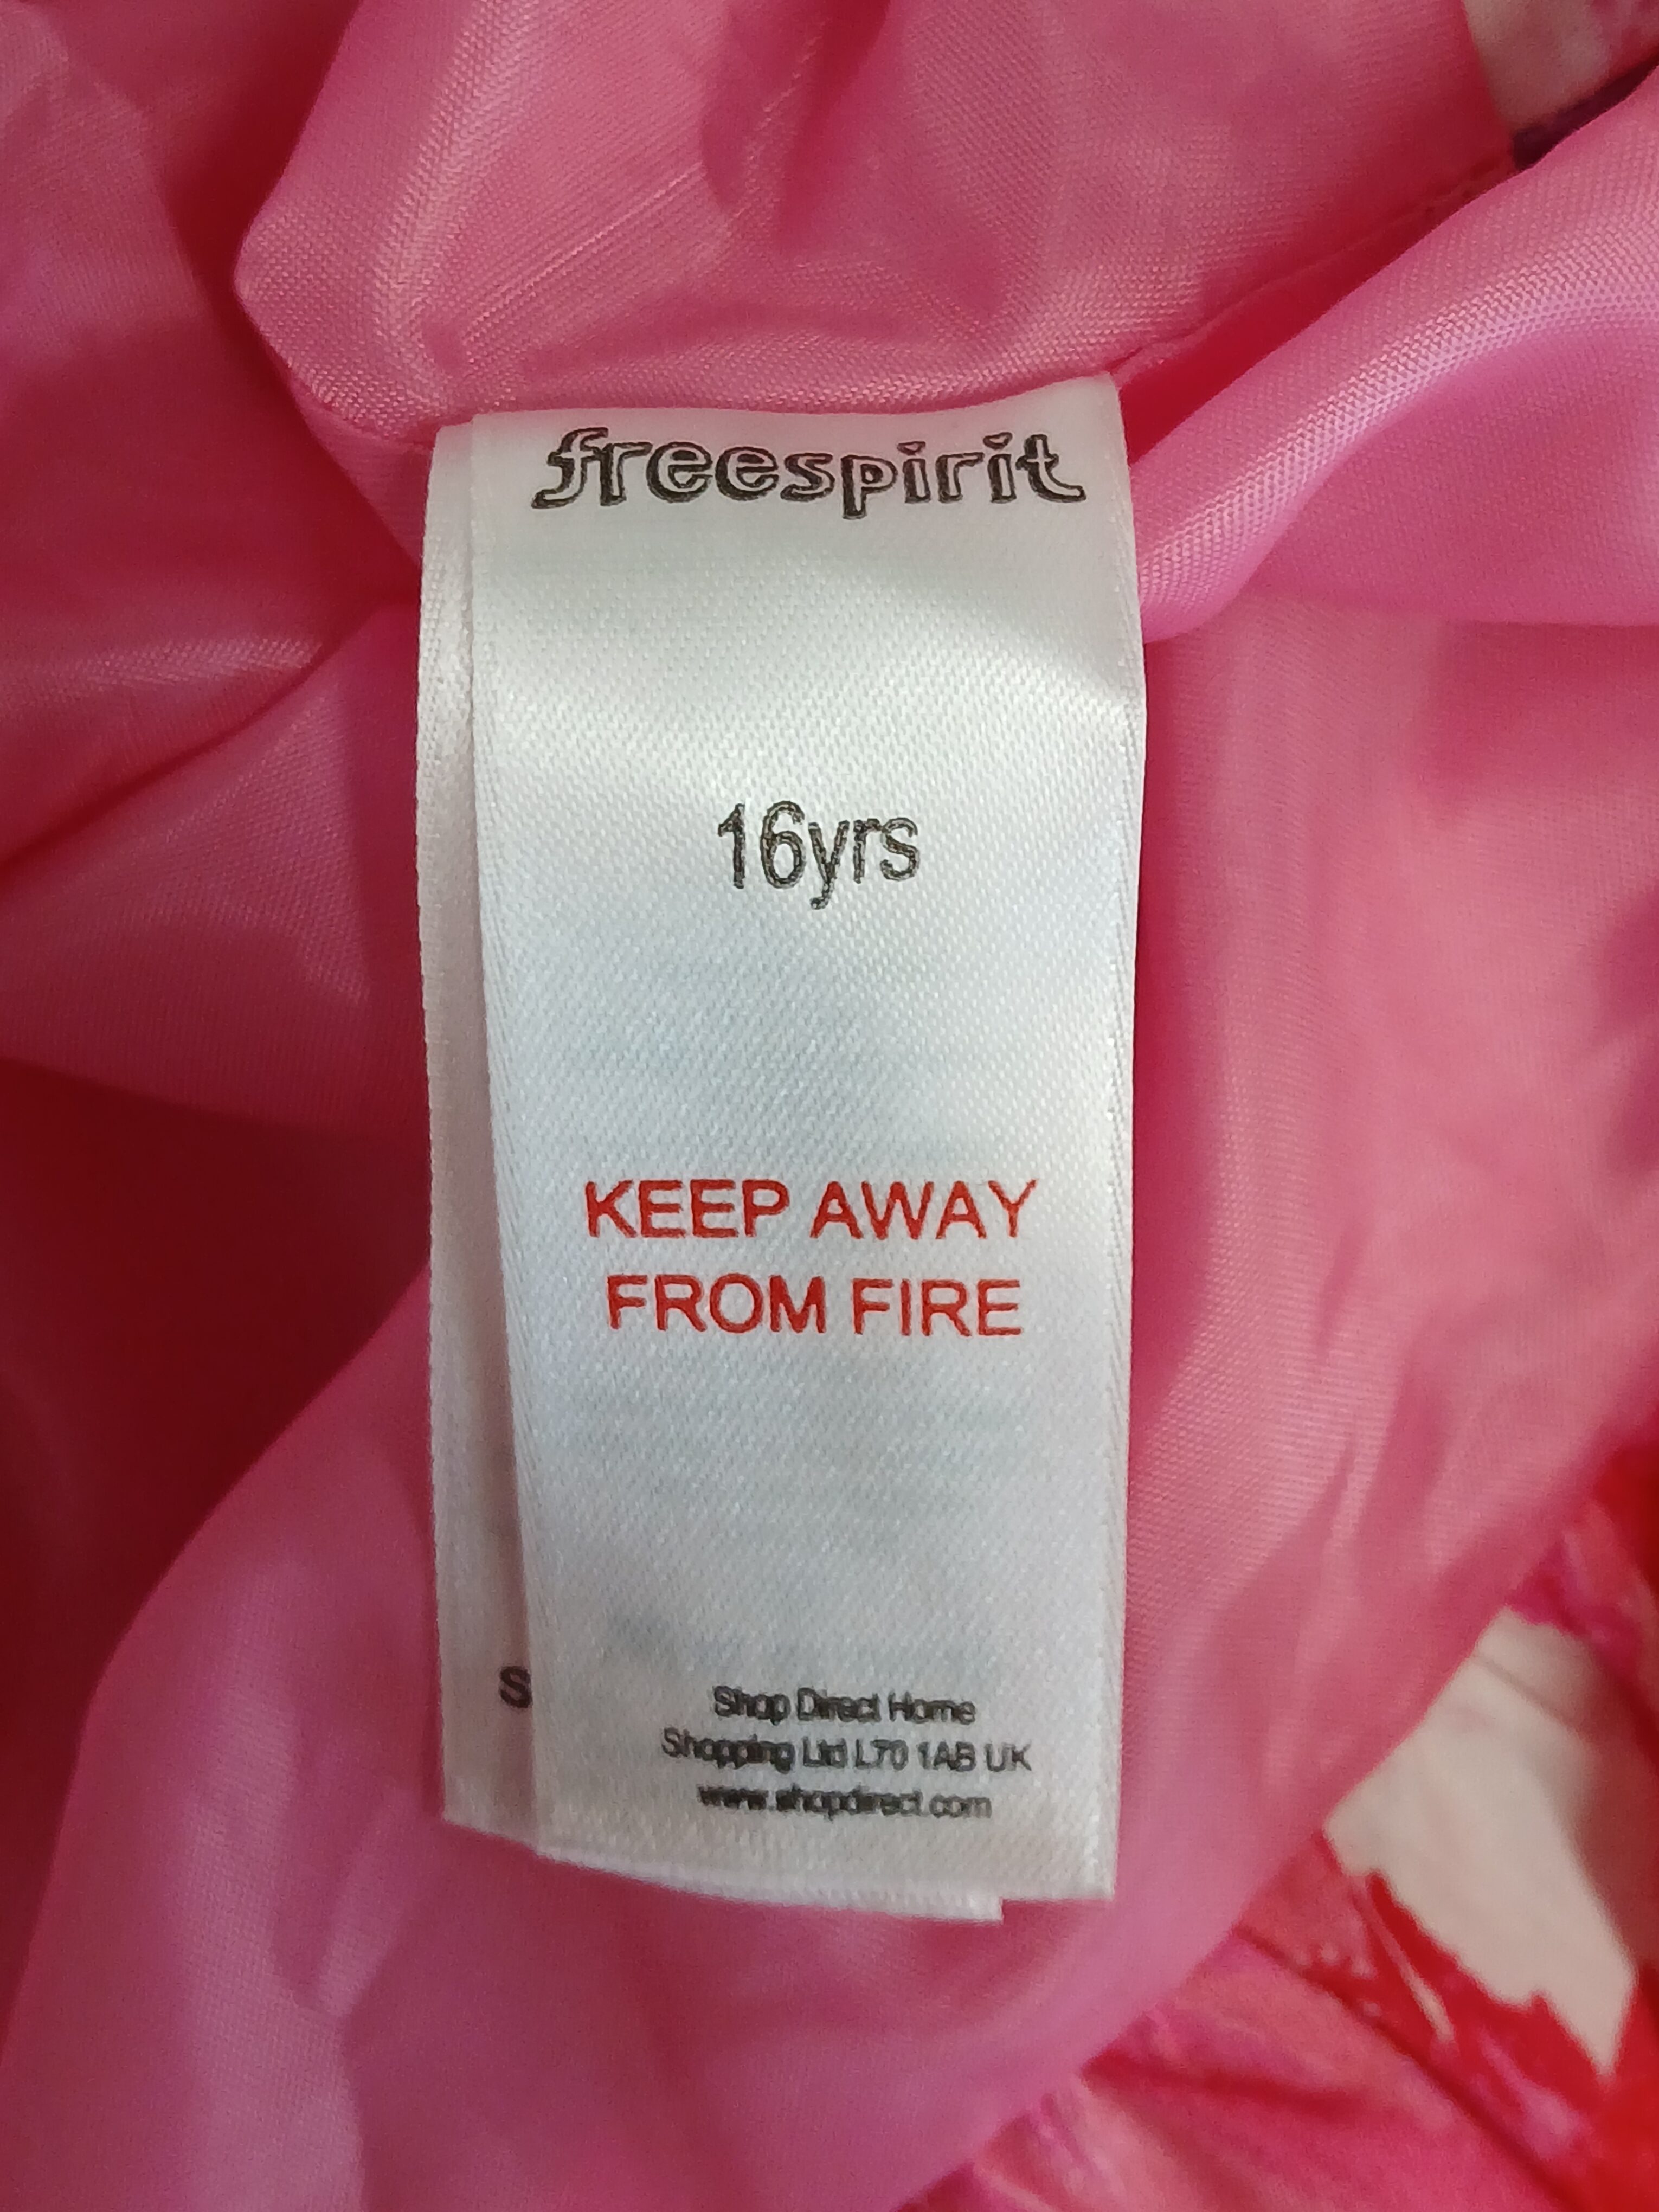 freespirit
16yrs
KEEP AWAY
FROM FIRE
S
Shop Direct Home
Shopping Ltd L70 1AB UK
www.shopdirect.com